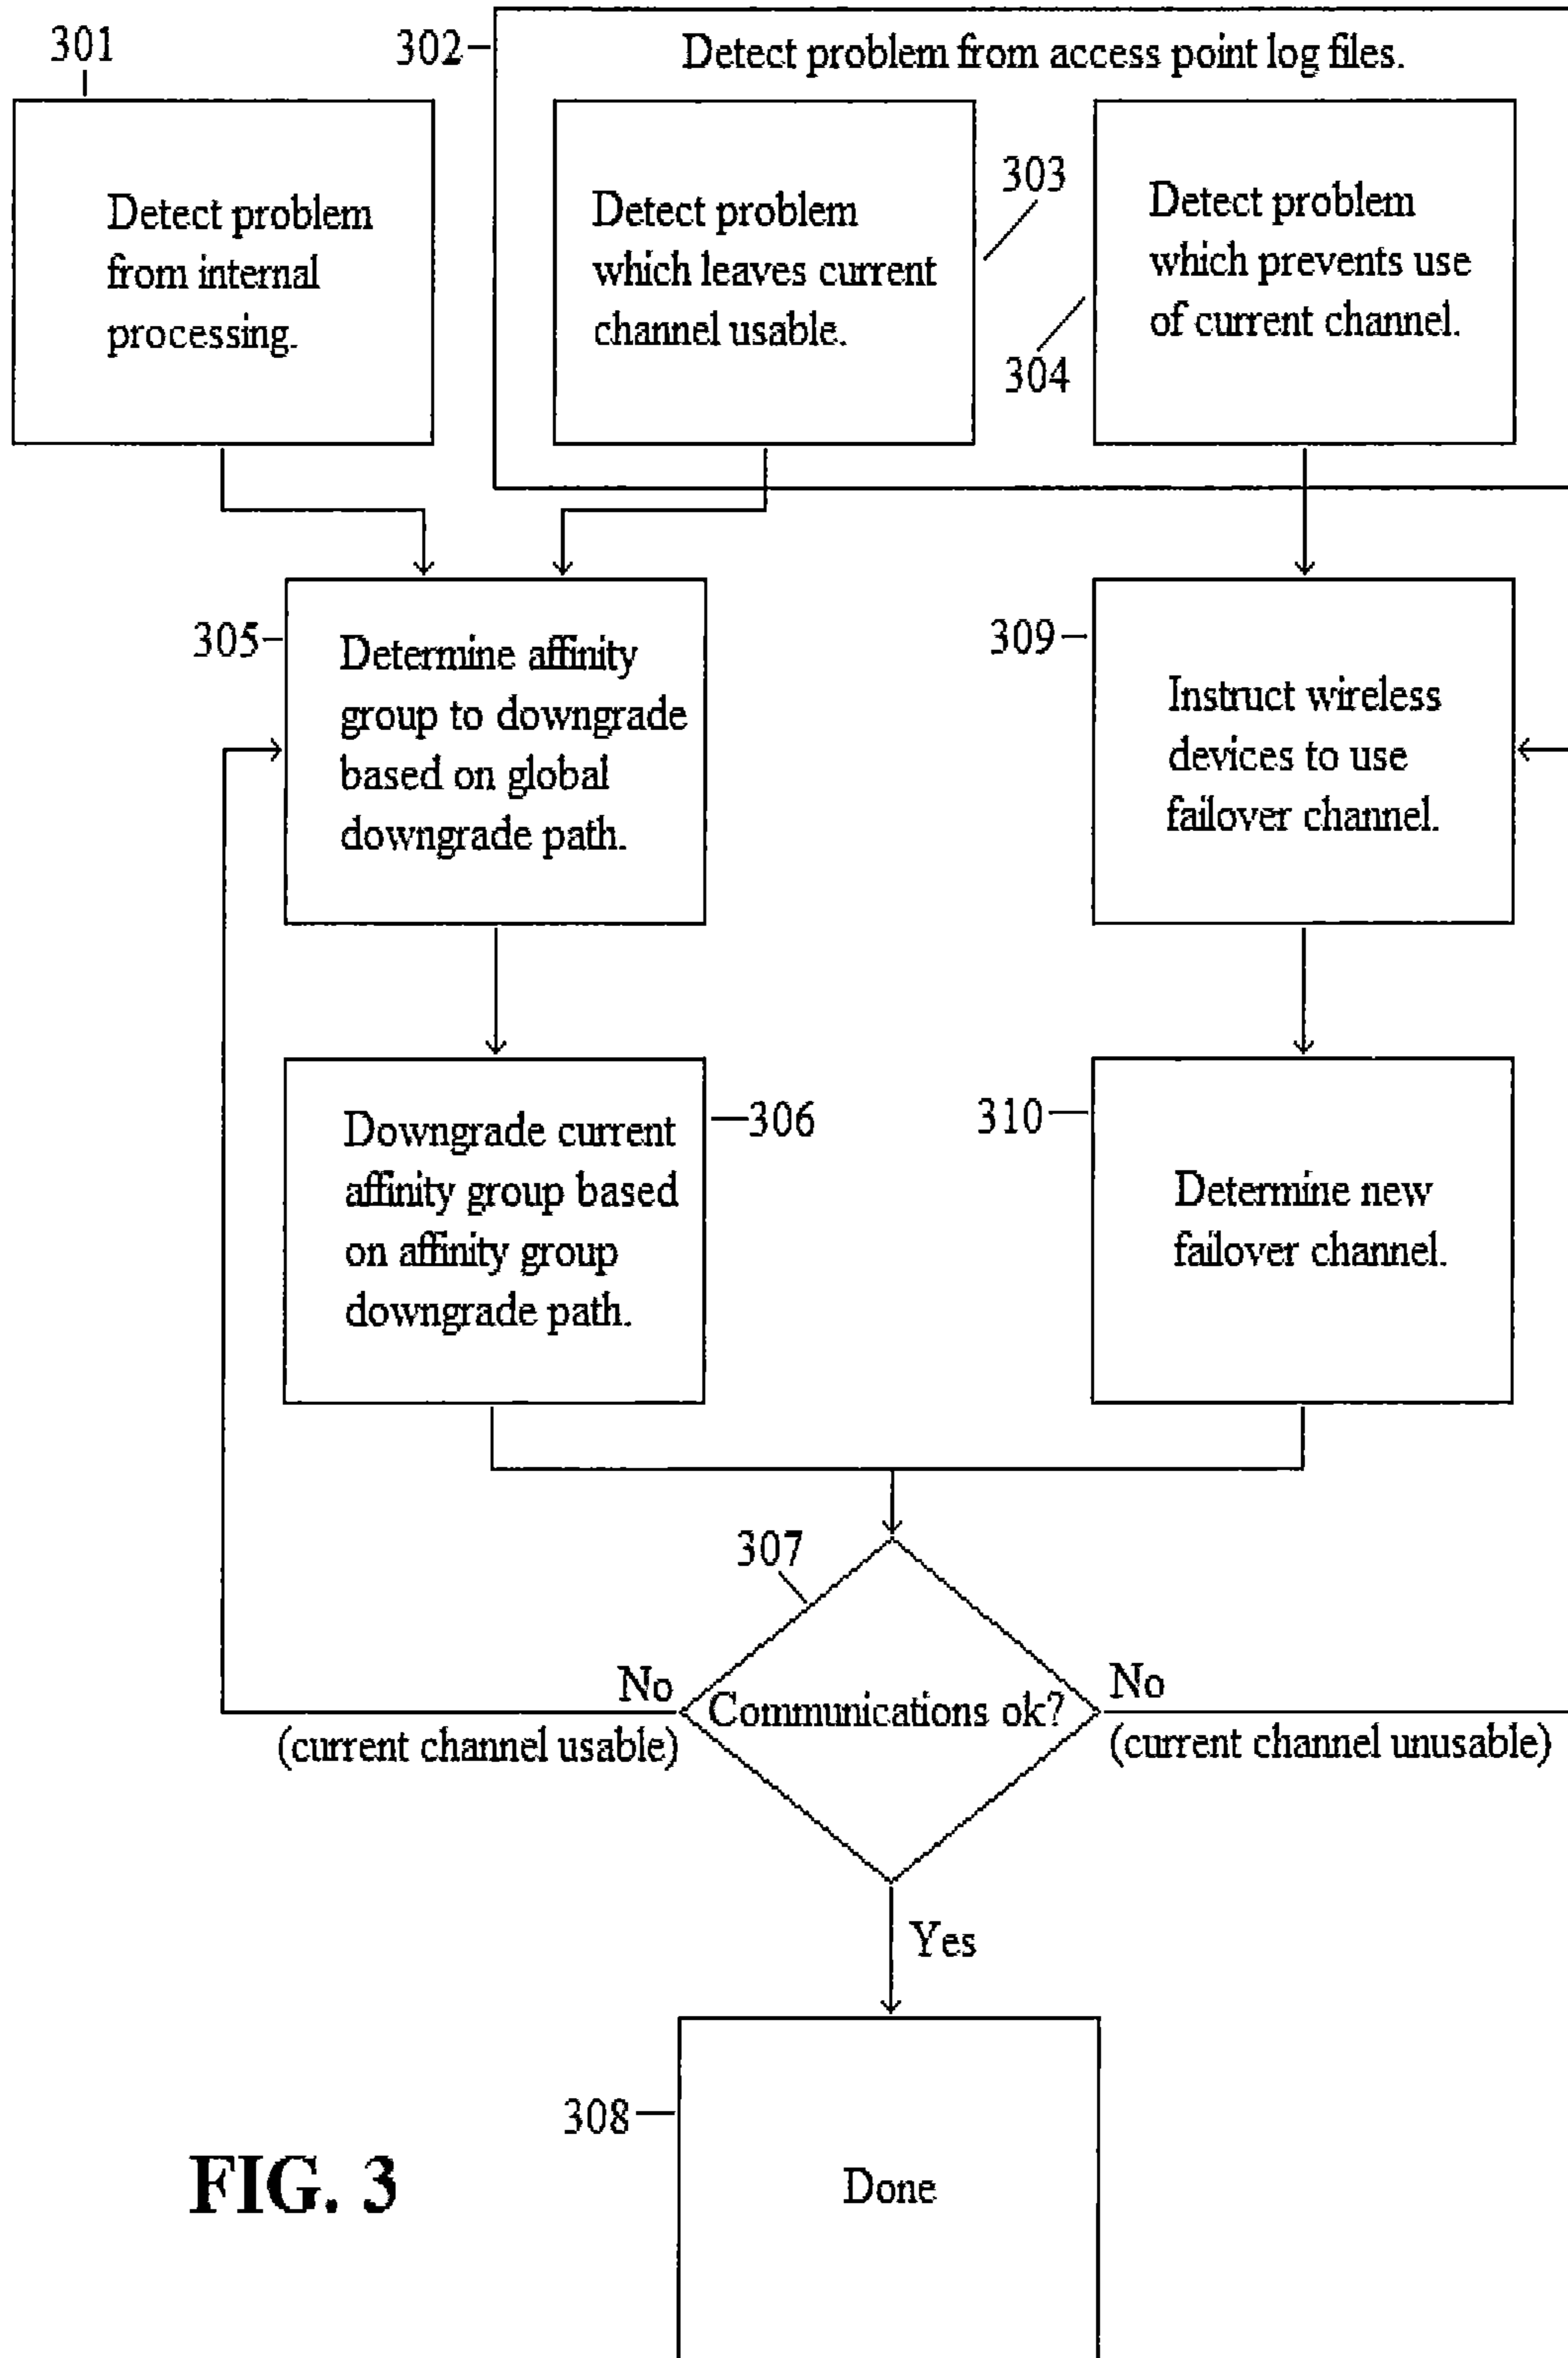 301
302
Detect problem from access point log files.
Detect problem
from internal
processing.
Detect problem
which leaves current
channel usable.
303
304
Detect problem
which prevents use
of current channel.
305
Determine affinity
group to downgrade
based on global
downgrade path.
309
Instruct wireless
devices to use
failover channel.
Downgrade current
affinity group based
on affinity group
downgrade path.
306
310
Determine new
failover channel.
307
No
(current channel usable)
Communications ok?
No
(current channel unusable)
Yes
308
Done
FIG. 3